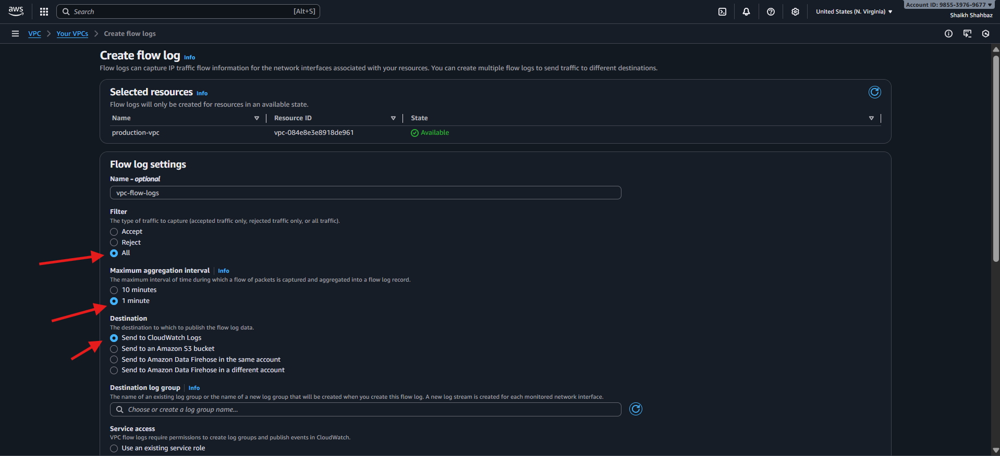 aws
Search [Alt+S]
United States (N. Virginia)
Account ID: 9855-3976-9677
Shaikh Shahbaz
VPC
Your VPCs
Create flow logs
Create flow log Info
Flow logs can capture IP traffic flow information for the network interfaces associated with your resources. You can create multiple flow logs to send traffic to different destinations.
Selected resources Info
Flow logs will only be created for resources in an available state.
Name Resource ID State
production-vpc vpc-084e8e3e8918de961 Available
Flow log settings
Name - optional
vpc-flow-logs
Filter
The type of traffic to capture (accepted traffic only, rejected traffic only, or all traffic).
Accept
Reject
All
Maximum aggregation interval Info
The maximum interval of time during which a flow of packets is captured and aggregated into a flow log record.
10 minutes
1 minute
Destination
The destination to which to publish the flow log data.
Send to CloudWatch Logs
Send to an Amazon S3 bucket
Send to Amazon Data Firehose in the same account
Send to Amazon Data Firehose in a different account
Destination log group Info
The name of an existing log group or the name of a new log group that will be created when you create this flow log. A new log stream is created for each monitored network interface.
Choose or create a log group name...
Service access
VPC flow logs require permissions to create log groups and publish events in CloudWatch.
Use an existing service role